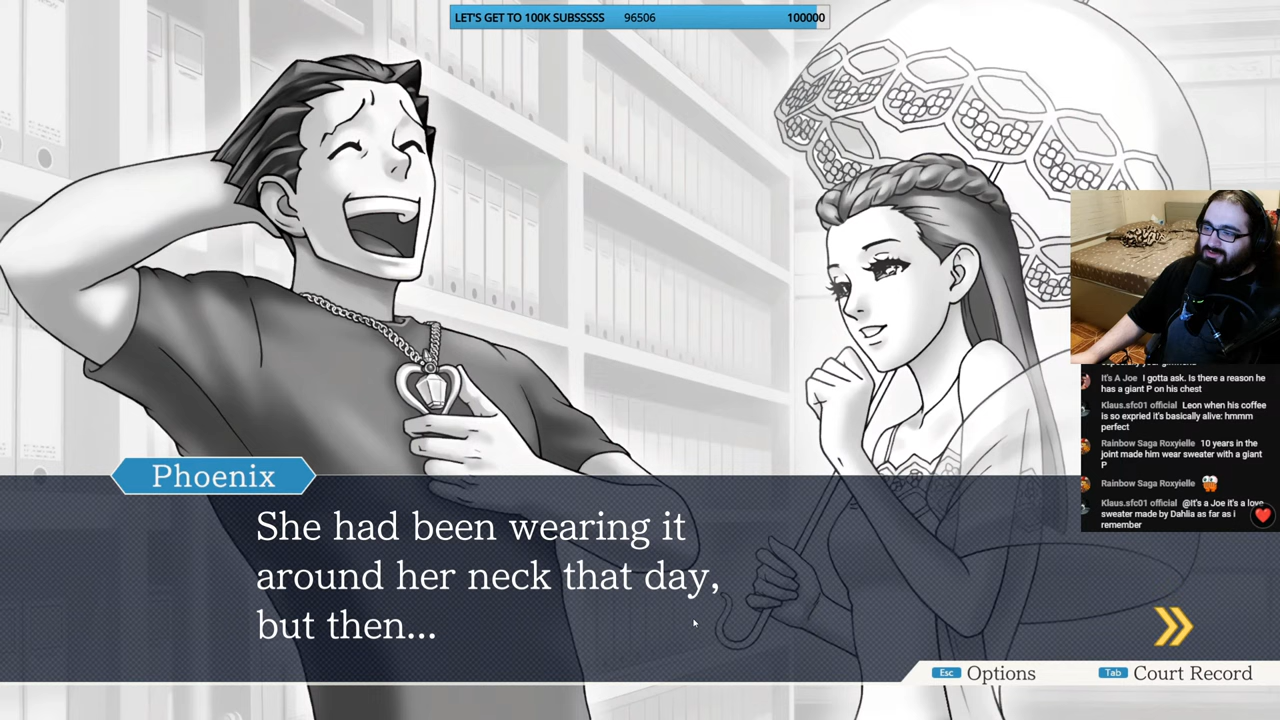 LET'S GET TO 100K SUBSSSSS 96506 100000
It's A Joe I gotta ask. Is there a reason he
has a giant P on his chest
Klaus.sfc01 official Leon when his coffee
is so expried it's basically alive: hmmm
perfect
Rainbow Saga Roxyielle 10 years in the
joint made him wear sweater with a giant
P
Rainbow Saga Roxyielle
Klaus.sfc01 official @It's a Joe it's a love
sweater made by Dahlia as far as i
remember
Phoenix
She had been wearing it
around her neck that day,
but then...
Esc Options Tab Court Record